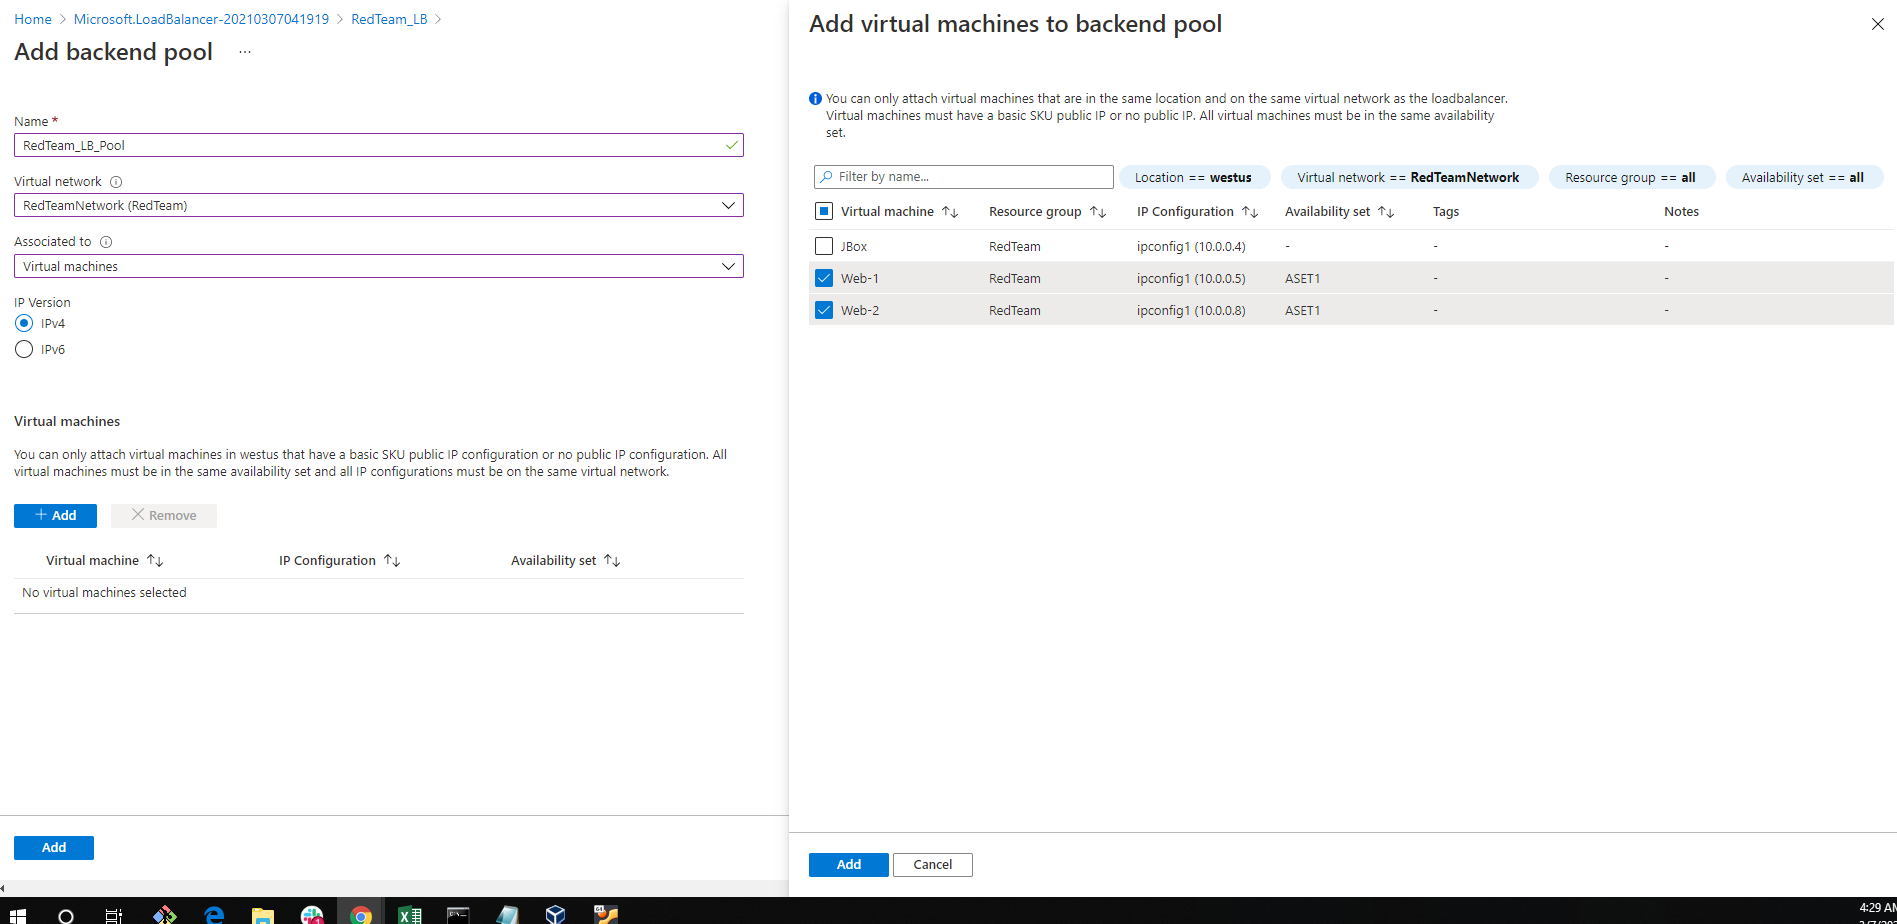 Home > Microsoft.LoadBalancer-20210307041919 > RedTeam_LB >
Add backend pool ...
Name *
RedTeam_LB_Pool
Virtual network
RedTeamNetwork (RedTeam)
Associated to
Virtual machines
IP Version
IPv4
IPv6
Virtual machines
You can only attach virtual machines in westus that have a basic SKU public IP configuration or no public IP configuration. All
virtual machines must be in the same availability set and all IP configurations must be on the same virtual network.
+ Add Remove
Virtual machine IP Configuration Availability set
No virtual machines selected
Add
Add virtual machines to backend pool
You can only attach virtual machines that are in the same location and on the same virtual network as the loadbalancer.
Virtual machines must have a basic SKU public IP or no public IP. All virtual machines must be in the same availability
set.
Filter by name... Location == westus Virtual network == RedTeamNetwork Resource group == all Availability set == all
Virtual machine Resource group IP Configuration Availability set Tags Notes
JBox RedTeam ipconfig1 (10.0.0.4) - - -
Web-1 RedTeam ipconfig1 (10.0.0.5) ASET1 - -
Web-2 RedTeam ipconfig1 (10.0.0.8) ASET1 - -
Add Cancel
4:29 AM